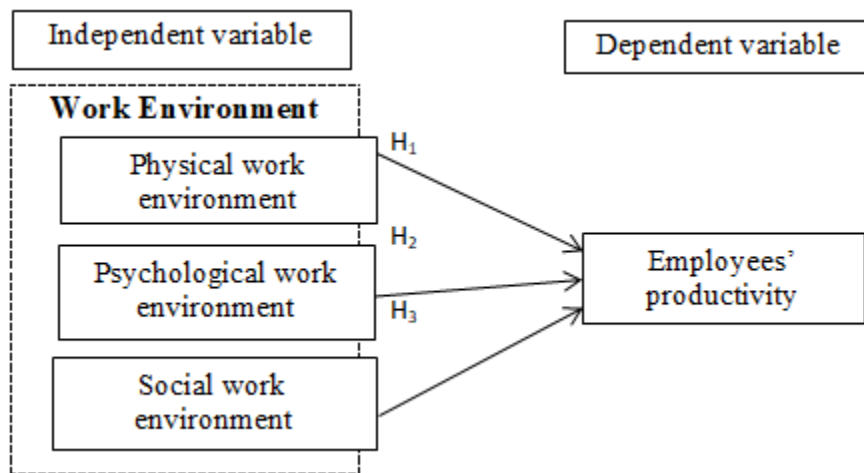 Independent variable
Dependent variable
Work Environment
Physical work
environment
H₁
H₂
Psychological work
environment
H₃
Employees’
productivity
Social work
environment